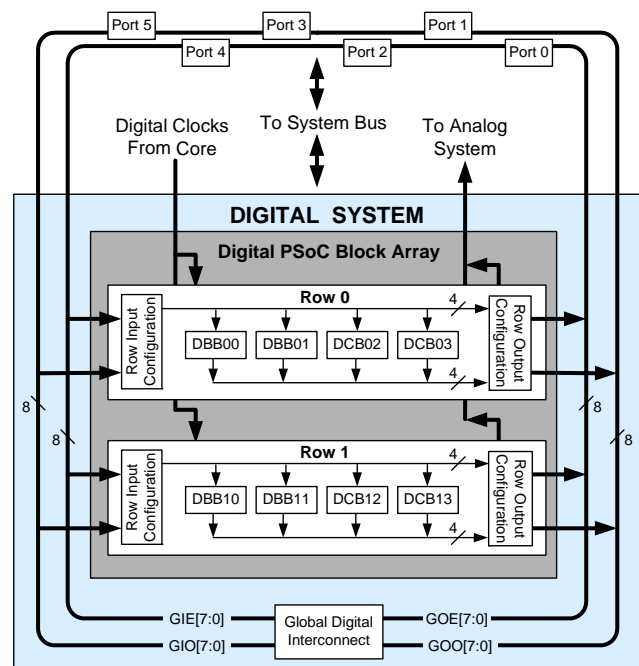 Port 5
Port 3
Port 1
Port 4
Port 2
Port 0
Digital Clocks
From Core
To System Bus
To Analog
System
DIGITAL SYSTEM
Digital PSoC Block Array
Row 0
Row Input
Configuration
4
DBB00
DBB01
DCB02
DCB03
4
Row Output
Configuration
8
8
8
8
Row 1
Row Input
Configuration
4
DBB10
DBB11
DCB12
DCB13
4
Row Output
Configuration
GIE[7:0]
GIO[7:0]
Global Digital
Interconnect
GOE[7:0]
GOO[7:0]